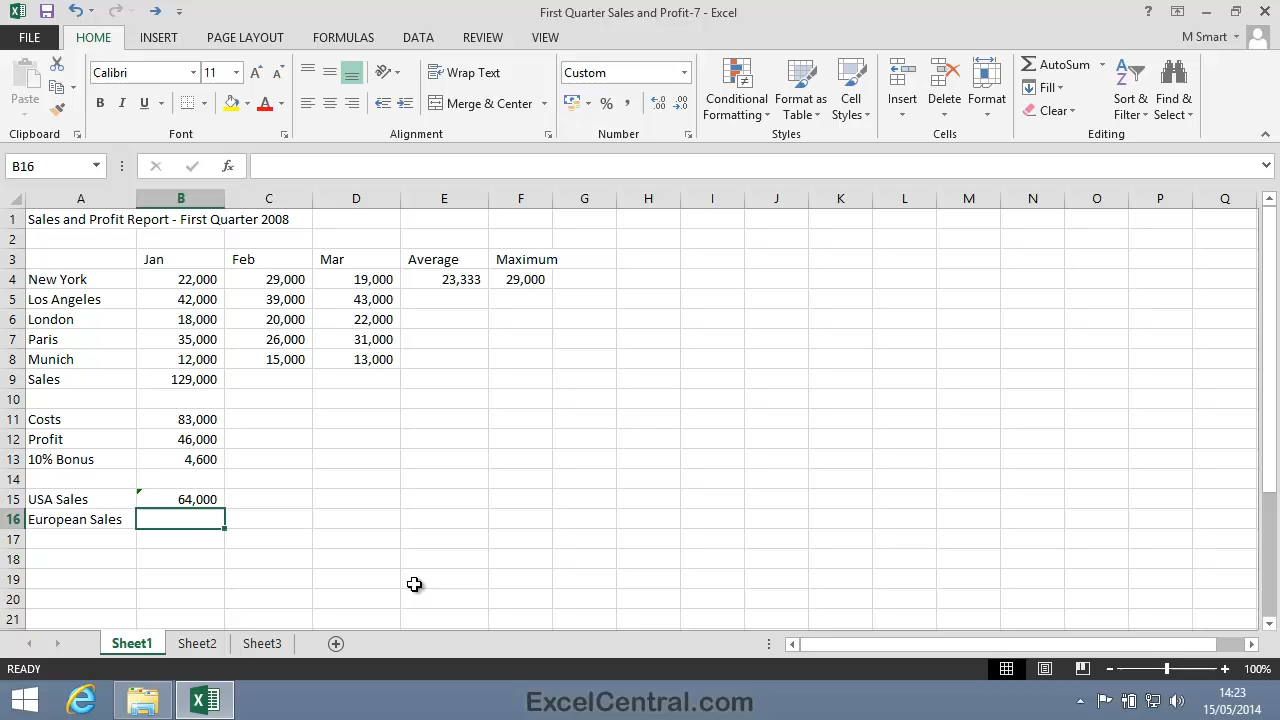 First Quarter Sales and Profit-7 - Excel
FILE HOME INSERT PAGE LAYOUT FORMULAS DATA REVIEW VIEW M Smart
Paste Calibri 11 Wrap Text Custom Conditional Formatting Format as Table Cell Styles Insert Delete Format AutoSum Sort & Filter Find & Select
B I U Merge & Center % Fill
Clear
Clipboard Font Alignment Number Styles Cells Editing
B16 fx
A B C D E F G H I J K L M N O P Q
1 Sales and Profit Report - First Quarter 2008
2
3 Jan Feb Mar Average Maximum
4 New York 22,000 29,000 19,000 23,333 29,000
5 Los Angeles 42,000 39,000 43,000
6 London 18,000 20,000 22,000
7 Paris 35,000 26,000 31,000
8 Munich 12,000 15,000 13,000
9 Sales 129,000
10
11 Costs 83,000
12 Profit 46,000
13 10% Bonus 4,600
14
15 USA Sales 64,000
16 European Sales
17
18
19
20
21
Sheet1 Sheet2 Sheet3
READY 100%
ExcelCentral.com 14:23
15/05/2014